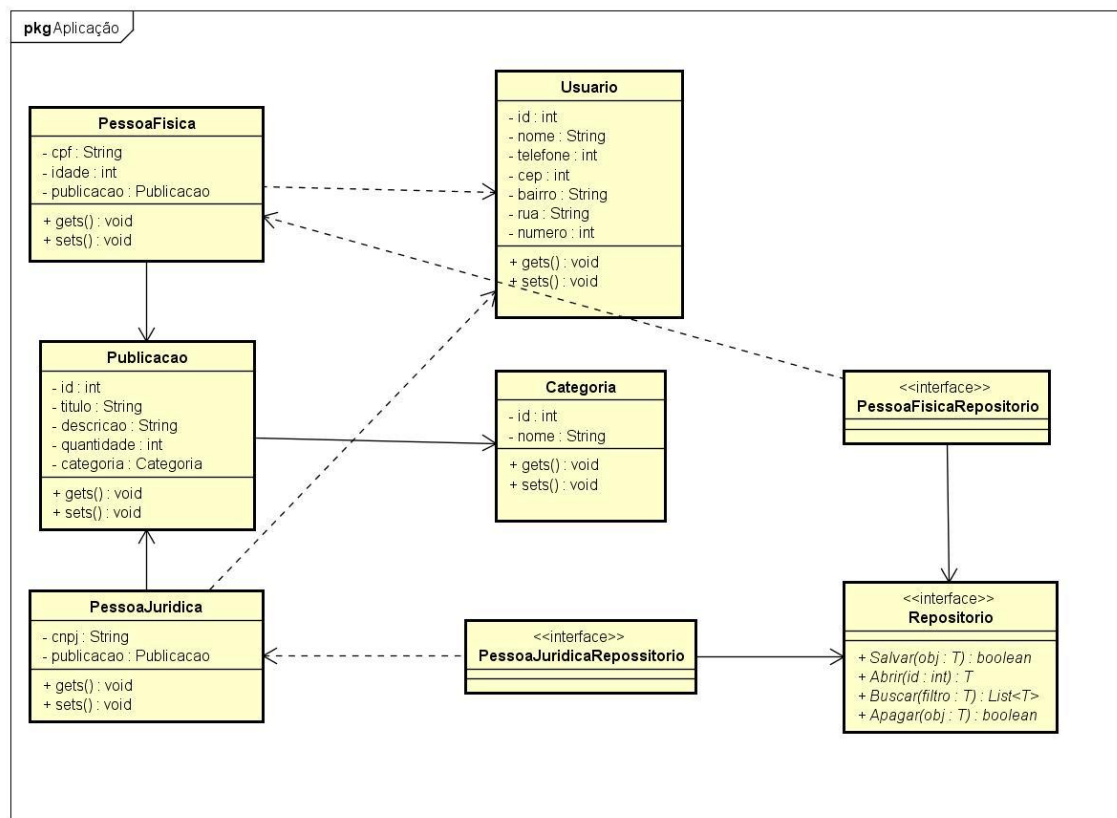 pkg Aplicação
Usuario
- id : int
- nome : String
- telefone : int
- cep : int
- bairro : String
- rua : String
- numero : int
+ gets() : void
+ sets() : void
PessoaFisica
- cpf : String
- idade : int
- publicacao : Publicacao
+ gets() : void
+ sets() : void
Publicacao
- id : int
- titulo : String
- descricao : String
- quantidade : int
- categoria : Categoria
+ gets() : void
+ sets() : void
Categoria
- id : int
- nome : String
+ gets() : void
+ sets() : void
<<interface>>
PessoaFisicaRepositorio
PessoaJuridica
- cnpj : String
- publicacao : Publicacao
+ gets() : void
+ sets() : void
<<interface>>
PessoaJuridicaRepossitorio
<<interface>>
Repositorio
+ Salvar(obj : T) : boolean
+ Abrir(id : int) : T
+ Buscar(filtro : T) : List<T>
+ Apagar(obj : T) : boolean